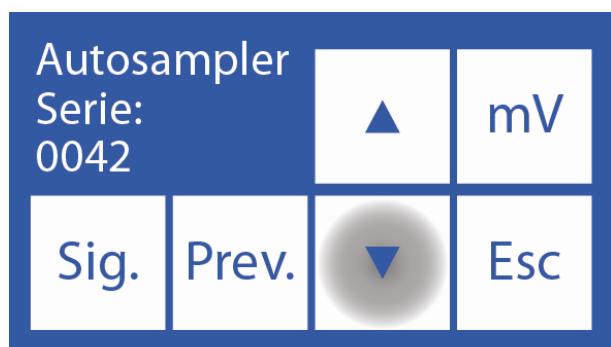 Autosampler
Serie:
0042
▲
mV
Sig.
Prev.
▼
Esc